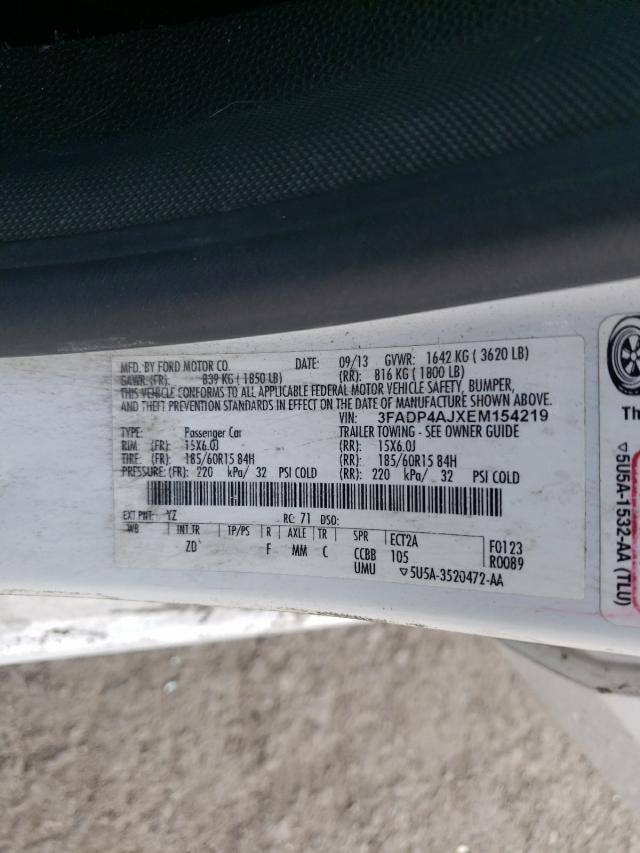 MFD. BY FORD MOTOR CO.
DATE: 09/13 GVWR: 1642 KG ( 3620 LB)
GAWR: (FR): 839 KG ( 1850 LB) (RR): 816 KG ( 1800 LB)
THIS VEHICLE CONFORMS TO ALL APPLICABLE FEDERAL MOTOR VEHICLE SAFETY, BUMPER,
AND THEFT PREVENTION STANDARDS IN EFFECT ON THE DATE OF MANUFACTURE SHOWN ABOVE.
VIN: 3FADP4AJXEM154219
TYPE: Passenger Car TRAILER TOWING - SEE OWNER GUIDE
RIM: (FR): 15X6.0J (RR): 15X6.0J
TIRE: (FR): 185/60R15 84H (RR): 185/60R15 84H
PRESSURE: (FR): 220 kPa/ 32 PSI COLD (RR): 220 kPa/ 32 PSI COLD
EXT PNT: YZ RC: 71 DSO:
WB INT TR TP/PS R AXLE TR SPR ECT2A F0123
ZD F MM C CCBB 105 R0089
UMU ▽5U5A-3520472-AA
▽5U5A-1532-AA (TLU)